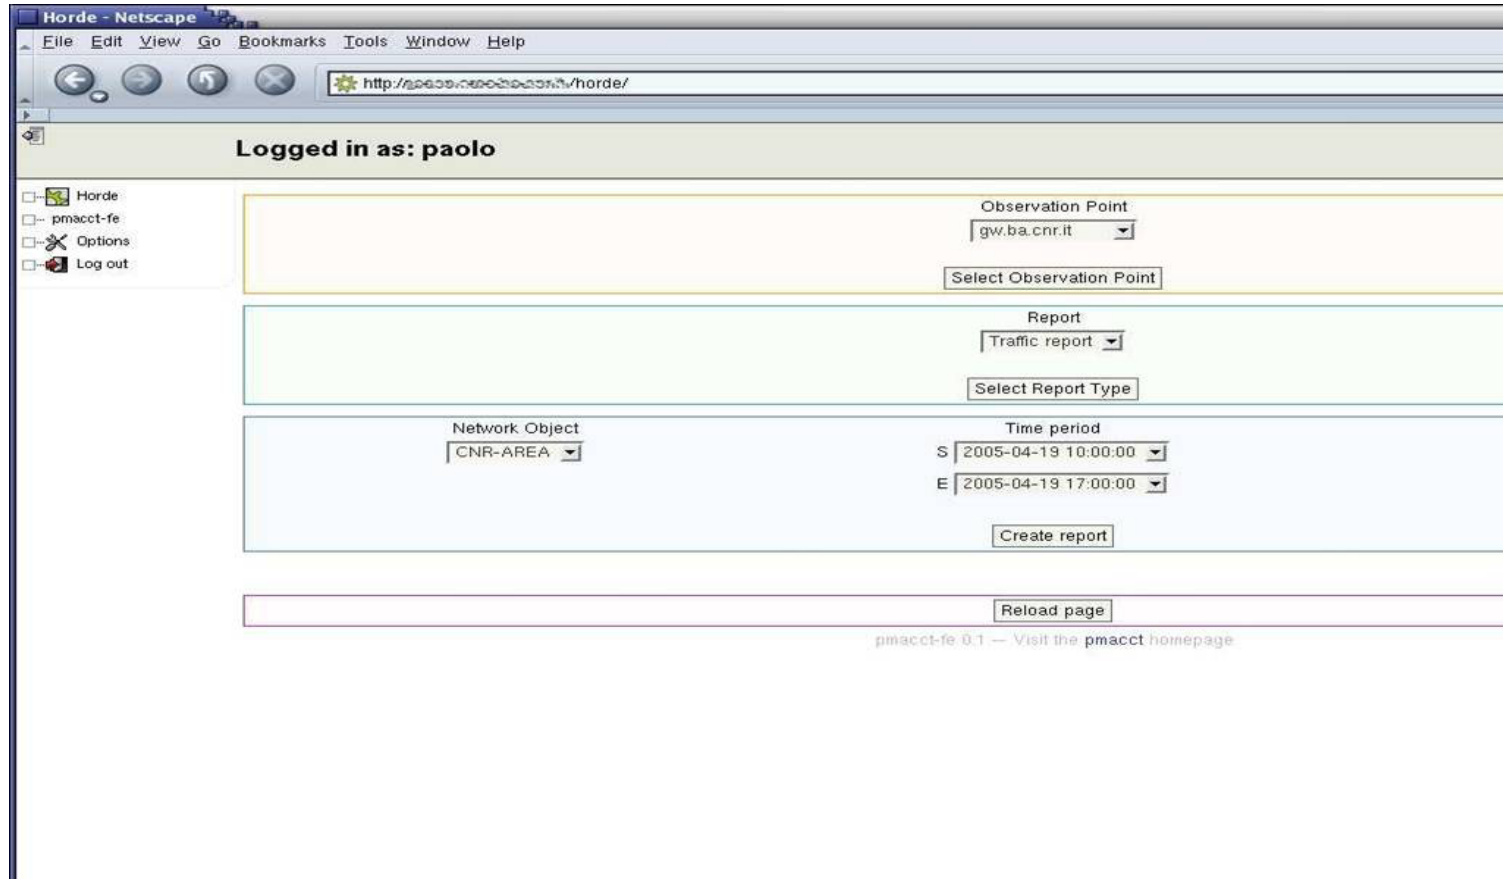 Horde - Netscape
File Edit View Go Bookmarks Tools Window Help
http:// /horde/
Logged in as: paolo
Horde
pmacct-fe
Options
Log out
Observation Point
gw.ba.cnr.it
Select Observation Point
Report
Traffic report
Select Report Type
Network Object
CNR-AREA
Time period
S 2005-04-19 10:00:00
E 2005-04-19 17:00:00
Create report
Reload page
pmacct-fe 0.1 — Visit the pmacct homepage